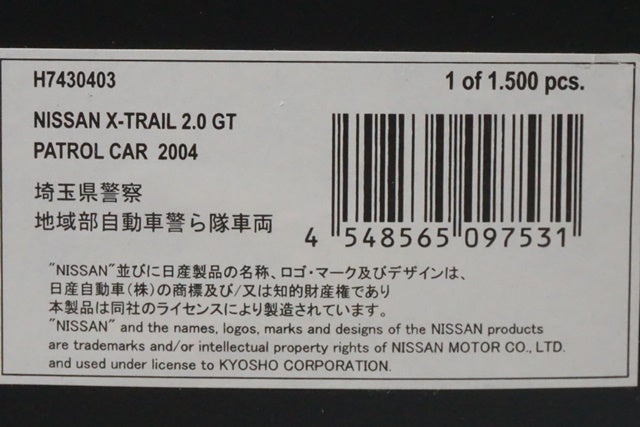 H7430403
1 of 1.500 pcs.
NISSAN X-TRAIL 2.0 GT
PATROL CAR 2004
埼玉県警察
地域部自動車警ら隊車両
4 548565 097531
"NISSAN"並びに日産製品の名称、ロゴ・マーク及びデザインは、
日産自動車(株)の商標及び/又は知的財産権であり
本製品は同社のライセンスにより製造されています。
"NISSAN" and the names, logos, marks and designs of the NISSAN products
are trademarks and/or intellectual property rights of NISSAN MOTOR CO., LTD.
and used under license to KYOSHO CORPORATION.